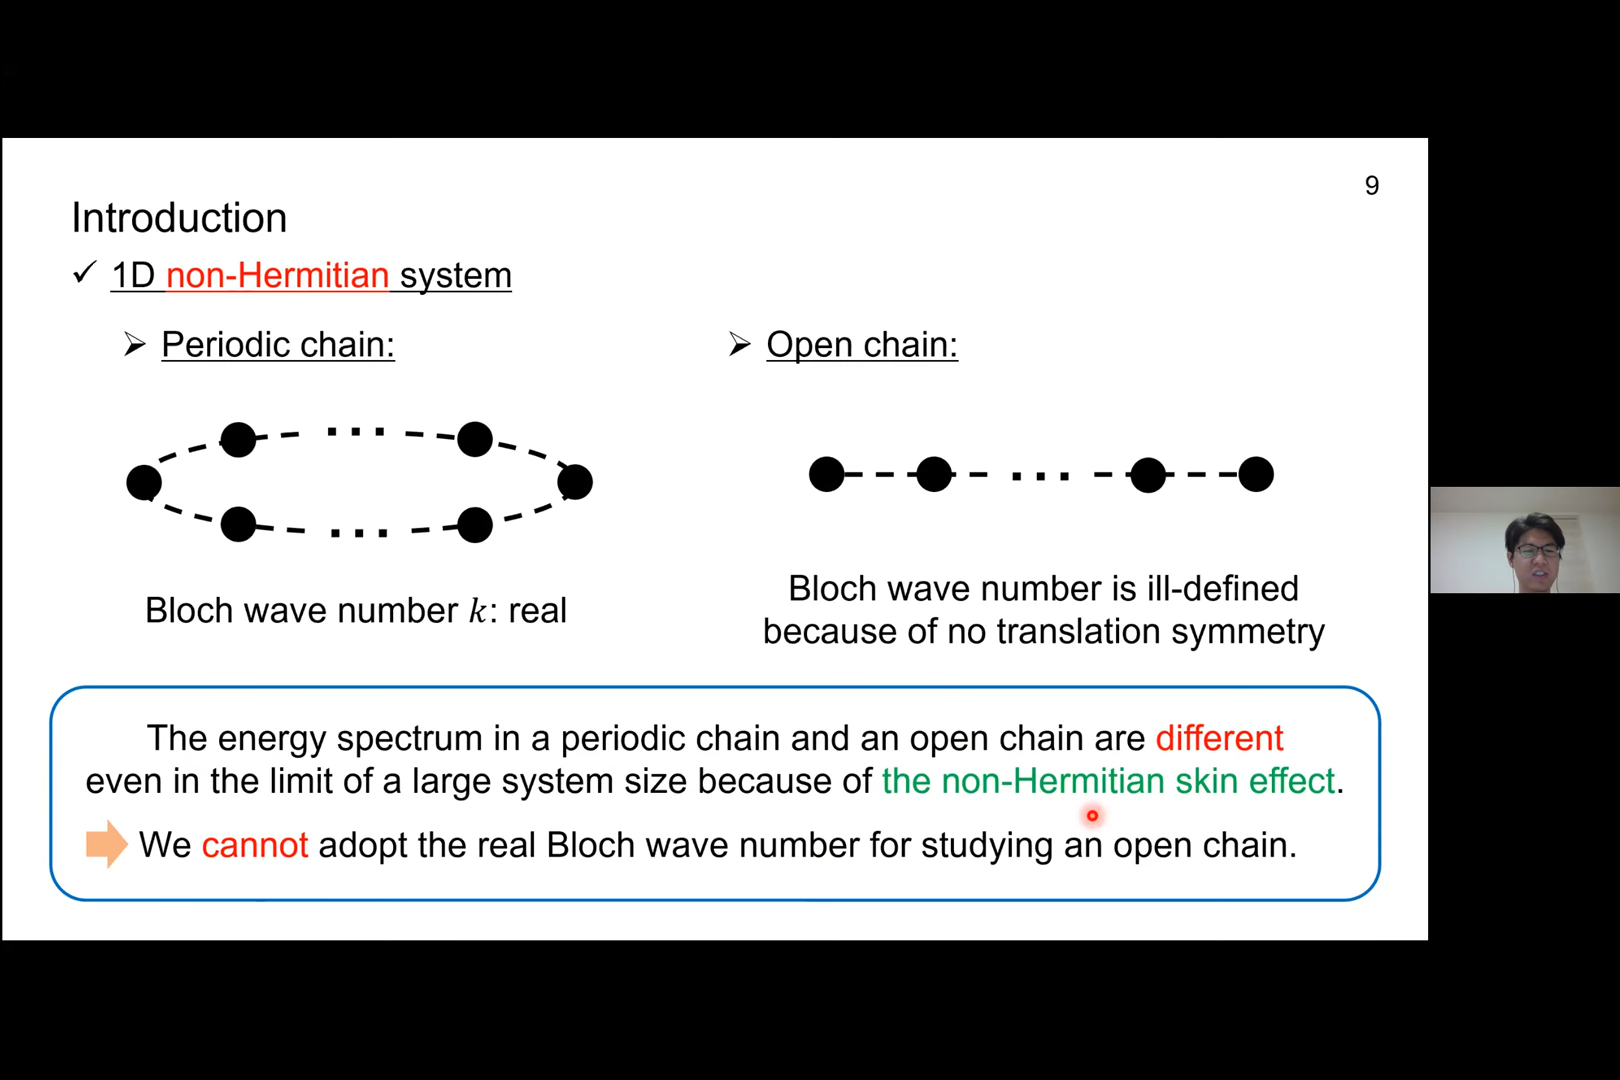 9
Introduction
✓ 1D non-Hermitian system
➢ Periodic chain:
➢ Open chain:
...
...
...
Bloch wave number k: real
Bloch wave number is ill-defined
because of no translation symmetry
The energy spectrum in a periodic chain and an open chain are different
even in the limit of a large system size because of the non-Hermitian skin effect.
We cannot adopt the real Bloch wave number for studying an open chain.